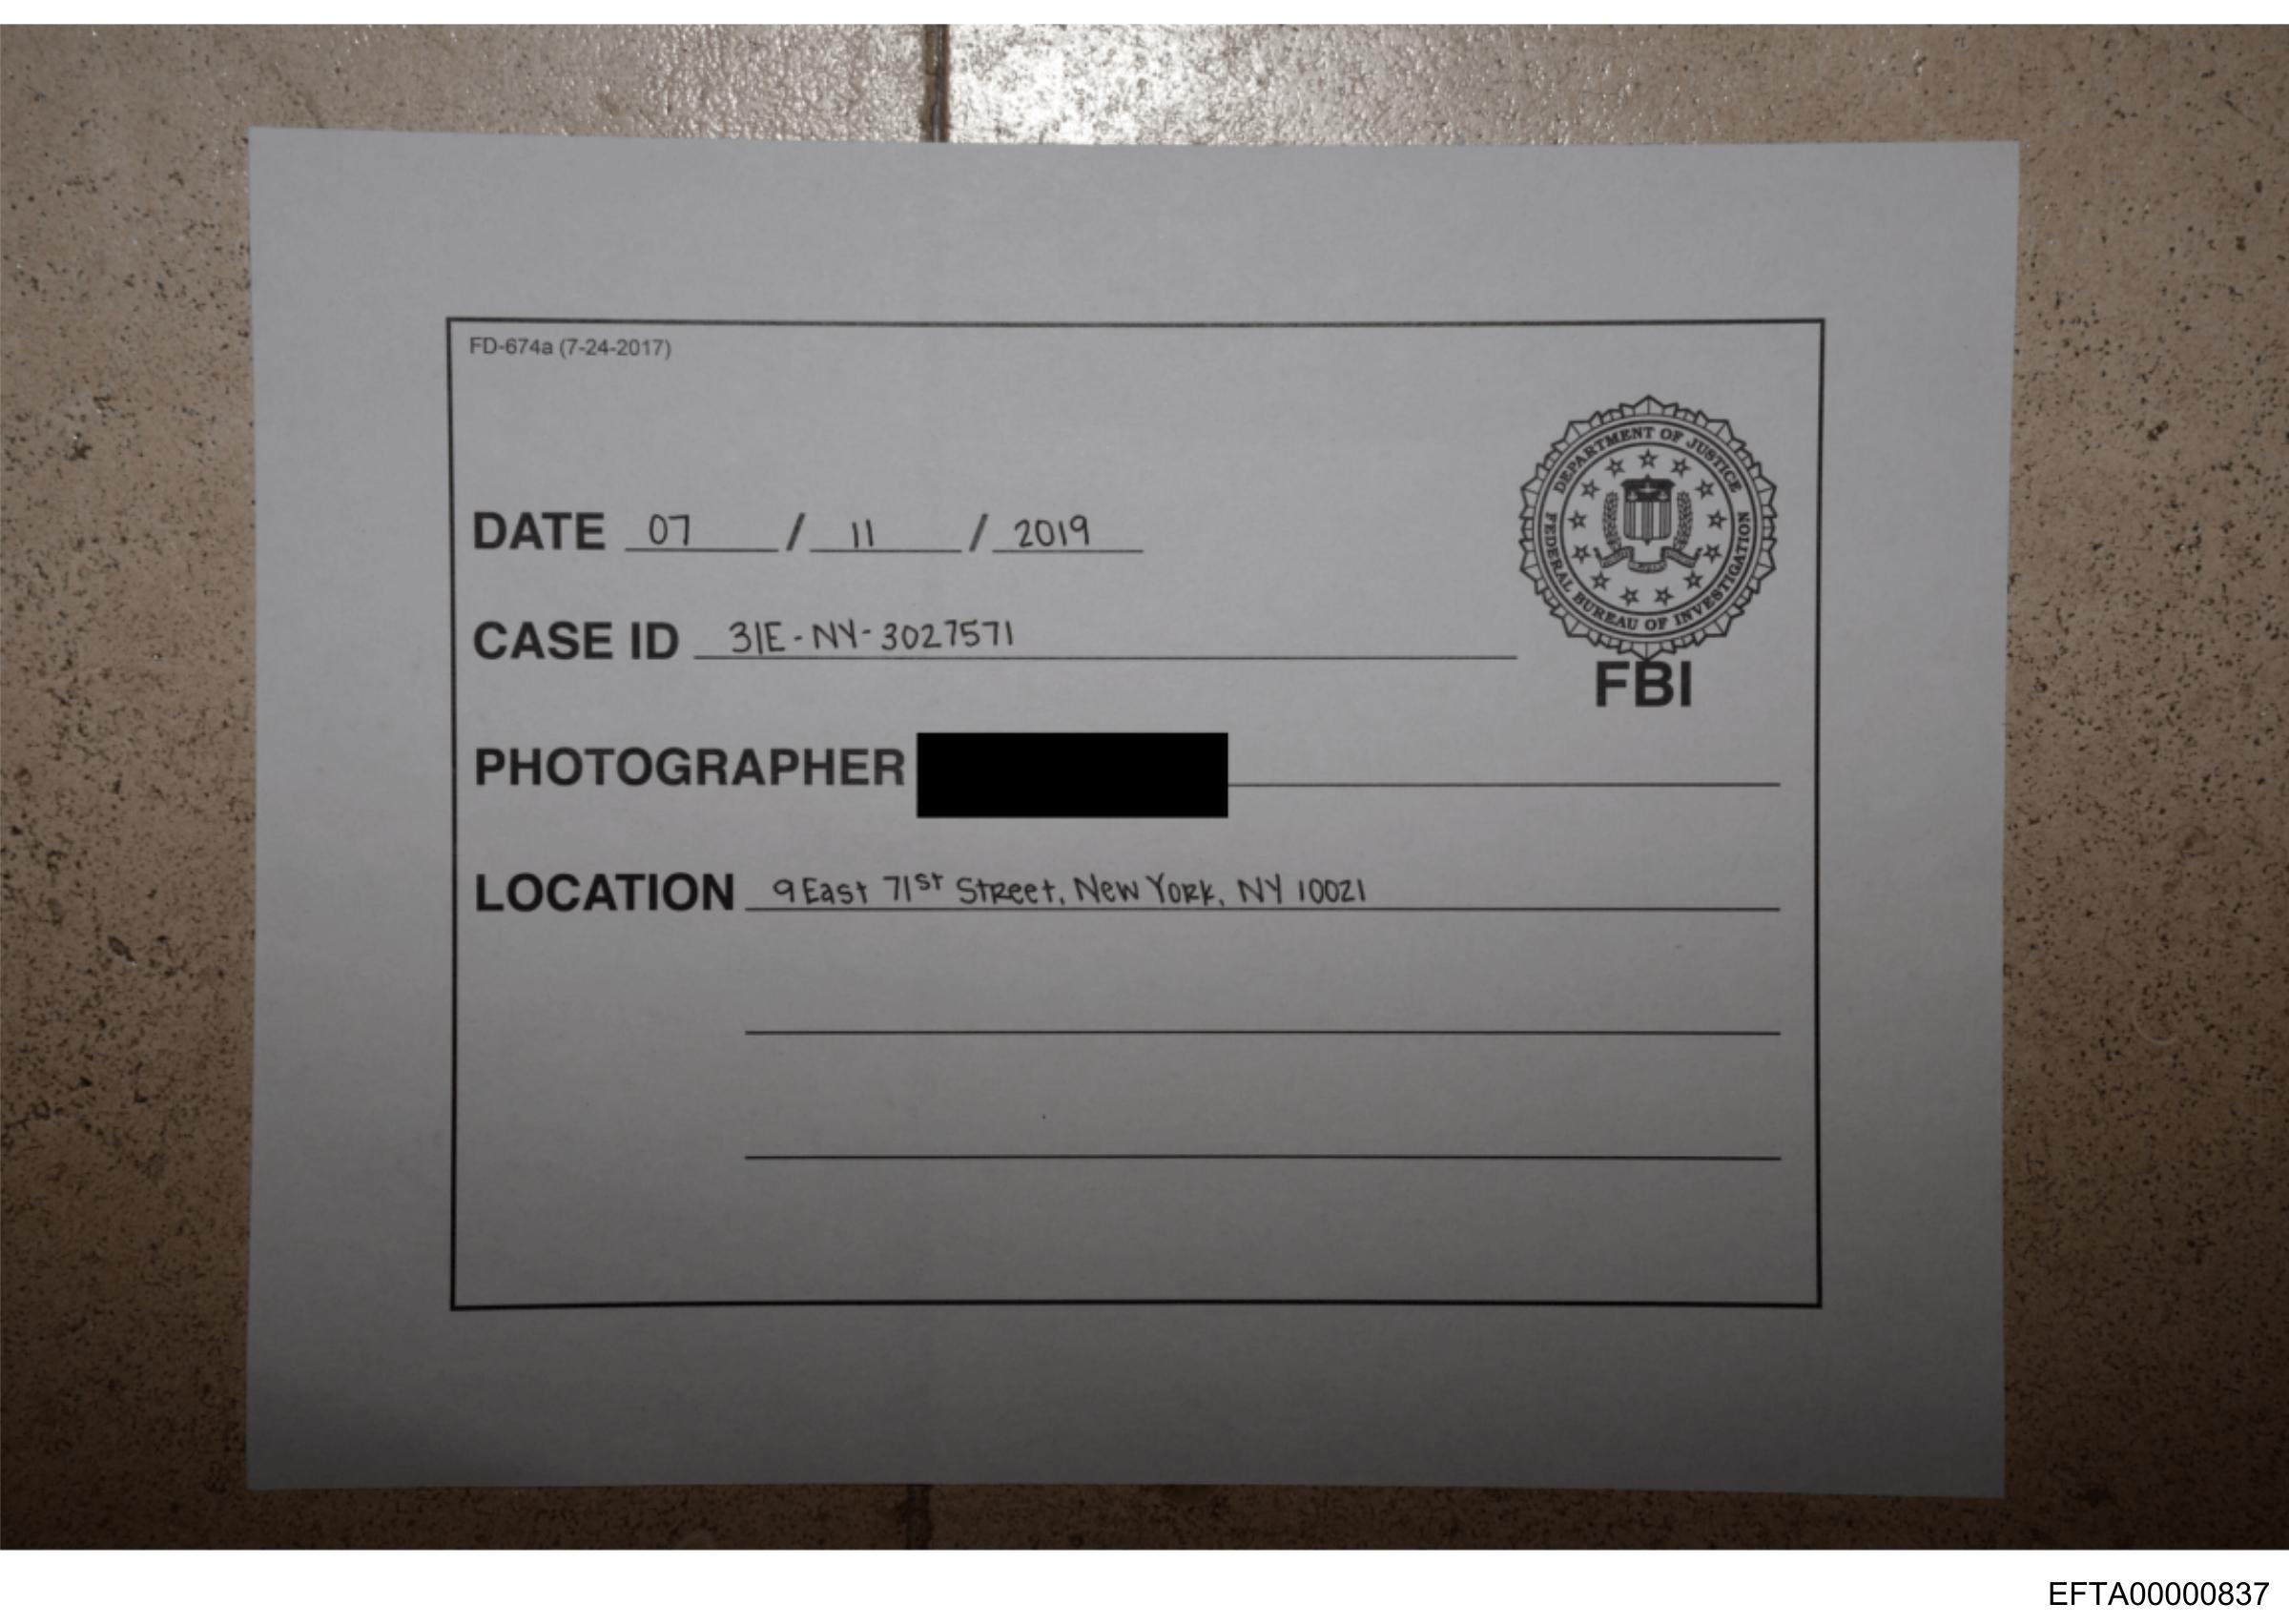 FD-674a (7-24-2017)
DEPARTMENT OF JUSTICE
FEDERAL BUREAU OF INVESTIGATION
FBI
DATE 07 / 11 / 2019
CASE ID 31E-NY-3027571
PHOTOGRAPHER
LOCATION 9 East 71st Street, New York, NY 10021
EFTA00000837